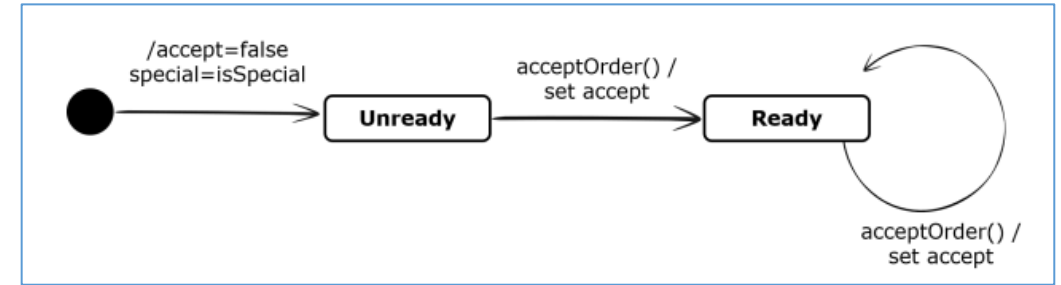 /accept=false
special=isSpecial
Unready
acceptOrder() /
set accept
Ready
acceptOrder() /
set accept